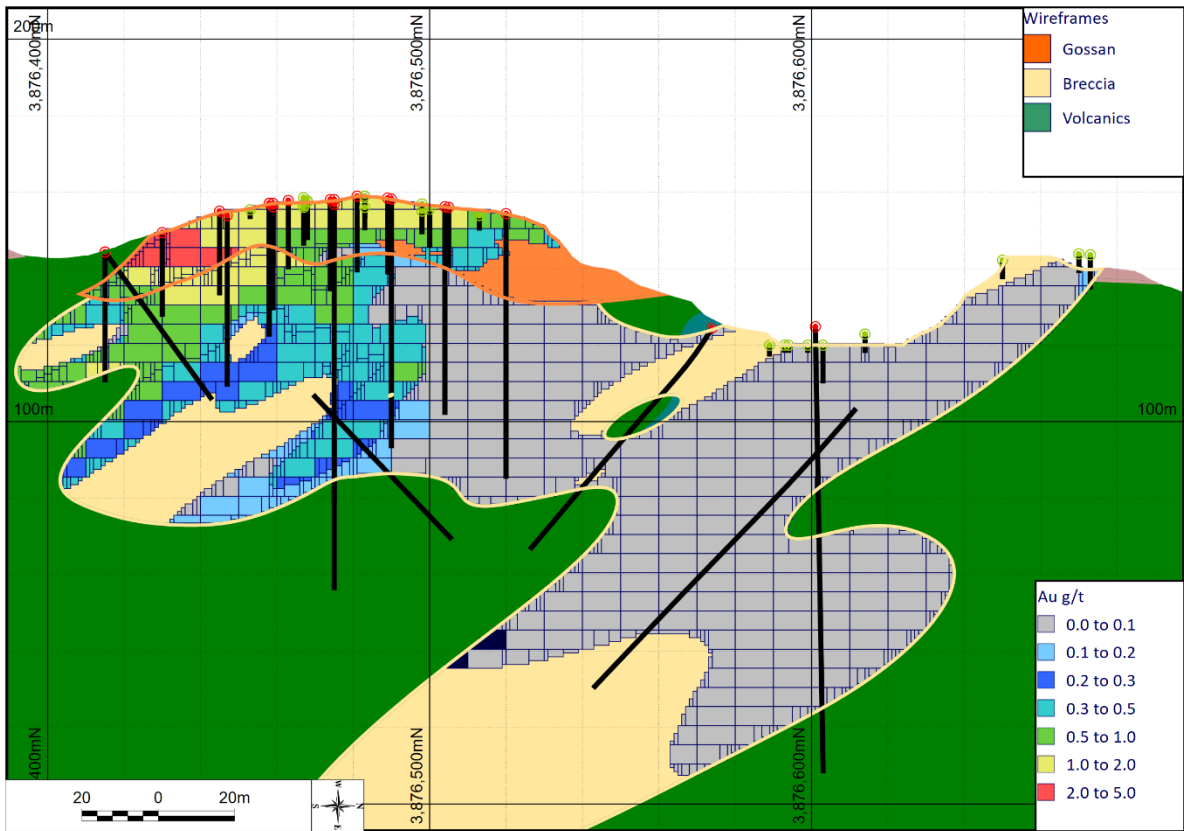 200m
3,876,400mN
3,876,500mN
3,876,600mN
Wireframes
Gossan
Breccia
Volcanics
100m
100m
Au g/t
0.0 to 0.1
0.1 to 0.2
0.2 to 0.3
0.3 to 0.5
0.5 to 1.0
1.0 to 2.0
2.0 to 5.0
400mN
3,876,500mN
3,876,600mN
20 0 20m
W
S N
E